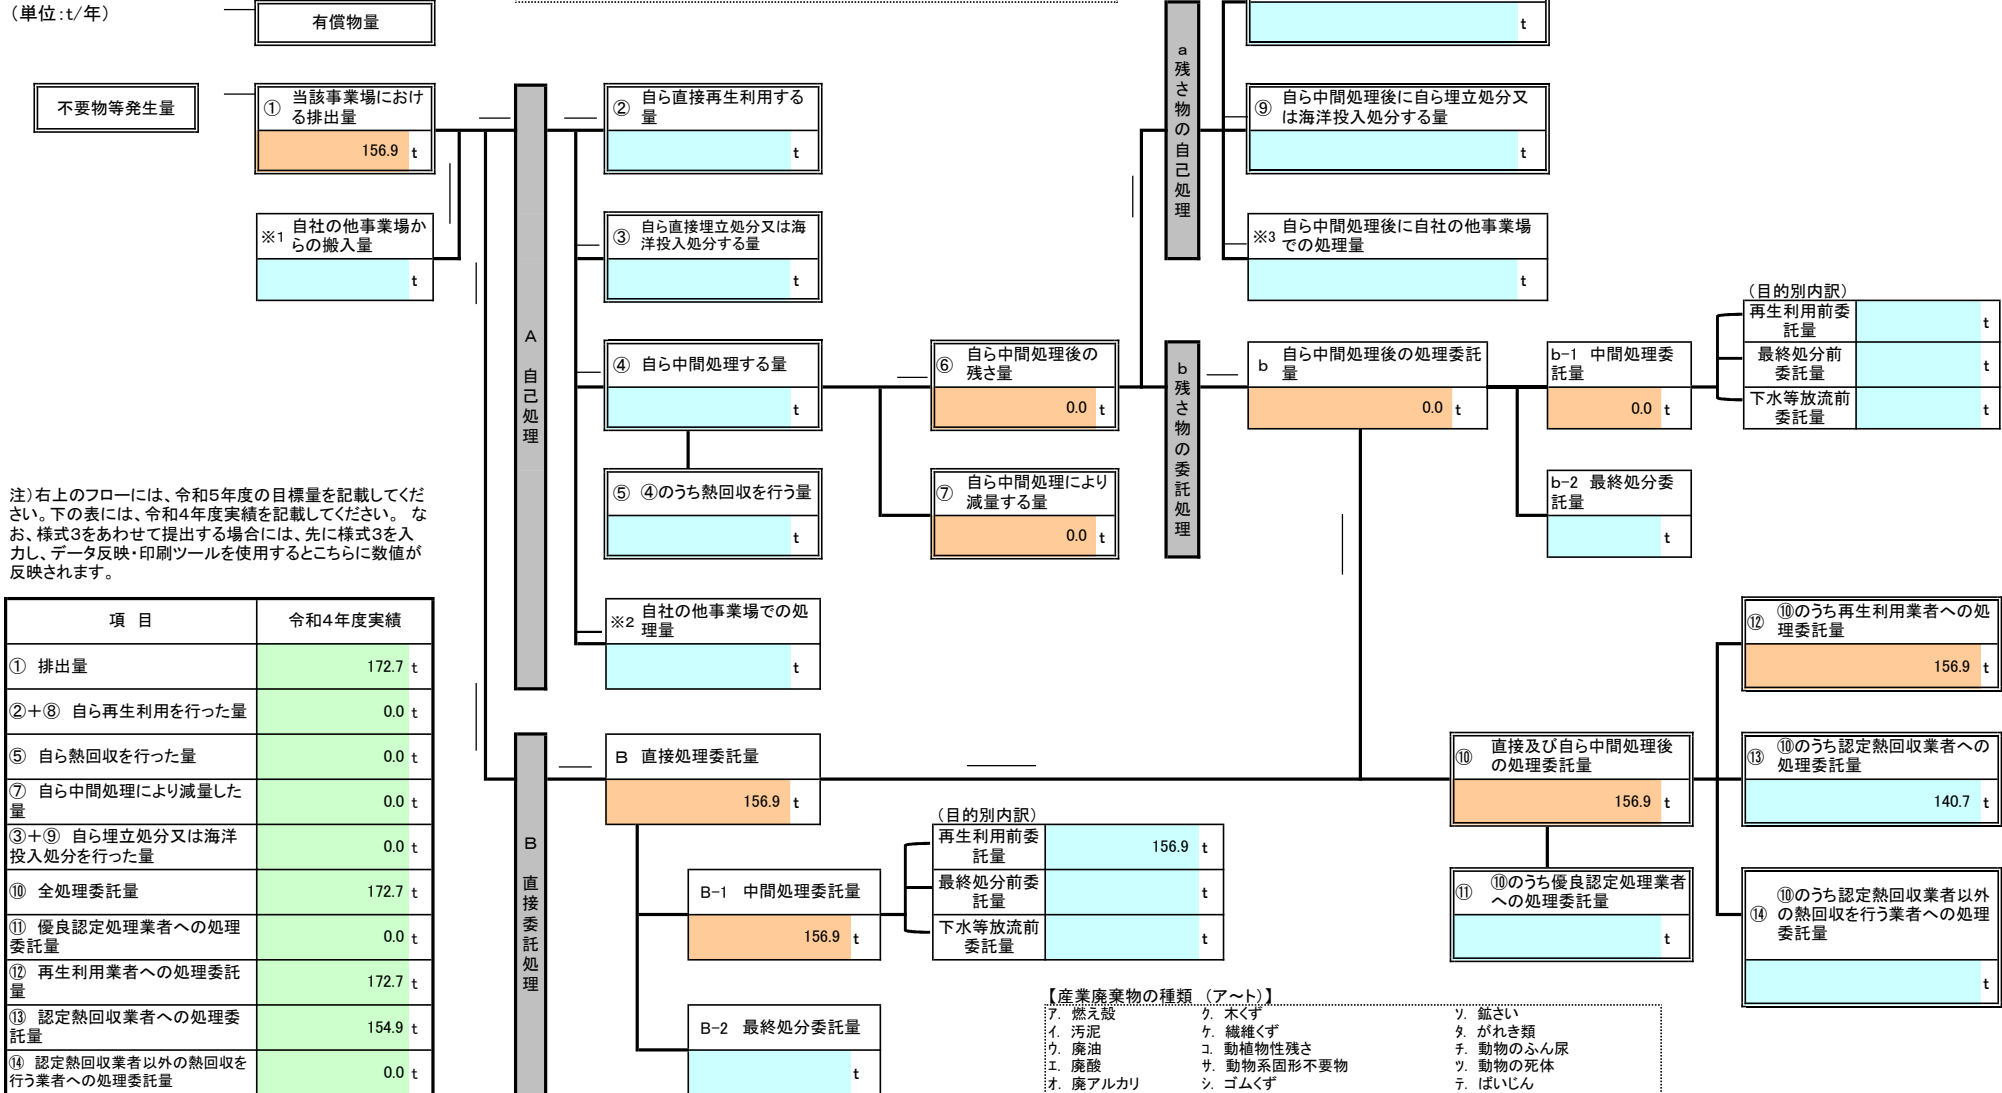 (単位:t/年)
有償物量
t
不要物等発生量
① 当該事業場におけ
る排出量
156.9 t
※1 自社の他事業場か
らの搬入量
t
A 自己処理
② 自ら直接再生利用する
量
t
③ 自ら直接埋立処分又は海
洋投入処分する量
t
④ 自ら中間処理する量
t
⑤ ④のうち熱回収を行う量
t
※2 自社の他事業場での処
理量
t
⑥ 自ら中間処理後の
残さ量
0.0 t
⑦ 自ら中間処理により
減量する量
0.0 t
a 残さ物の自己処理
⑨ 自ら中間処理後に自ら埋立処分又
は海洋投入処分する量
t
※3 自ら中間処理後に自社の他事業場
での処理量
t
b 残さ物の委託処理
b 自ら中間処理後の処理委託
量
0.0 t
b-1 中間処理委
託量
0.0 t
b-2 最終処分委
託量
t
(目的別内訳)
再生利用前委
託量
t
最終処分前
委託量
t
下水等放流前
委託量
t
注)右上のフローには、令和5年度の目標量を記載してくだ
さい。下の表には、令和4年度実績を記載してください。 な
お、様式3をあわせて提出する場合には、先に様式3を入
力し、データ反映・印刷ツールを使用するとこちらに数値が
反映されます。
項 目 令和4年度実績
① 排出量 172.7 t
②+⑧ 自ら再生利用を行った量 0.0 t
⑤ 自ら熱回収を行った量 0.0 t
⑦ 自ら中間処理により減量した
量 0.0 t
③+⑨ 自ら埋立処分又は海洋
投入処分を行った量 0.0 t
⑩ 全処理委託量 172.7 t
⑪ 優良認定処理業者への処理
委託量 0.0 t
⑫ 再生利用業者への処理委託
量 172.7 t
⑬ 認定熱回収業者への処理委
託量 154.9 t
⑭ 認定熱回収業者以外の熱回収を
行う業者への処理委託量 0.0 t
B 直接委託処理
B 直接処理委託量
156.9 t
B-1 中間処理委託量
156.9 t
B-2 最終処分委託量
t
(目的別内訳)
再生利用前委
託量
156.9 t
最終処分前委
託量
t
下水等放流前
委託量
t
⑩ 直接及び自ら中間処理後
の処理委託量
156.9 t
⑪ ⑩のうち優良認定処理業者
への処理委託量
t
⑫ ⑩のうち再生利用業者への処
理委託量
156.9 t
⑬ ⑩のうち認定熱回収業者への
処理委託量
140.7 t
⑭ ⑩のうち認定熱回収業者以外
の熱回収を行う業者への処理
委託量
t
【産業廃棄物の種類 (ア~ト)】
ア. 燃え殻 ク. 木くず ソ. 鉱さい
イ. 汚泥 ケ. 繊維くず タ. がれき類
ウ. 廃油 コ. 動植物性残さ チ. 動物のふん尿
エ. 廃酸 サ. 動物系固形不要物 ツ. 動物の死体
オ. 廃アルカリ シ. ゴムくず テ. ばいじん